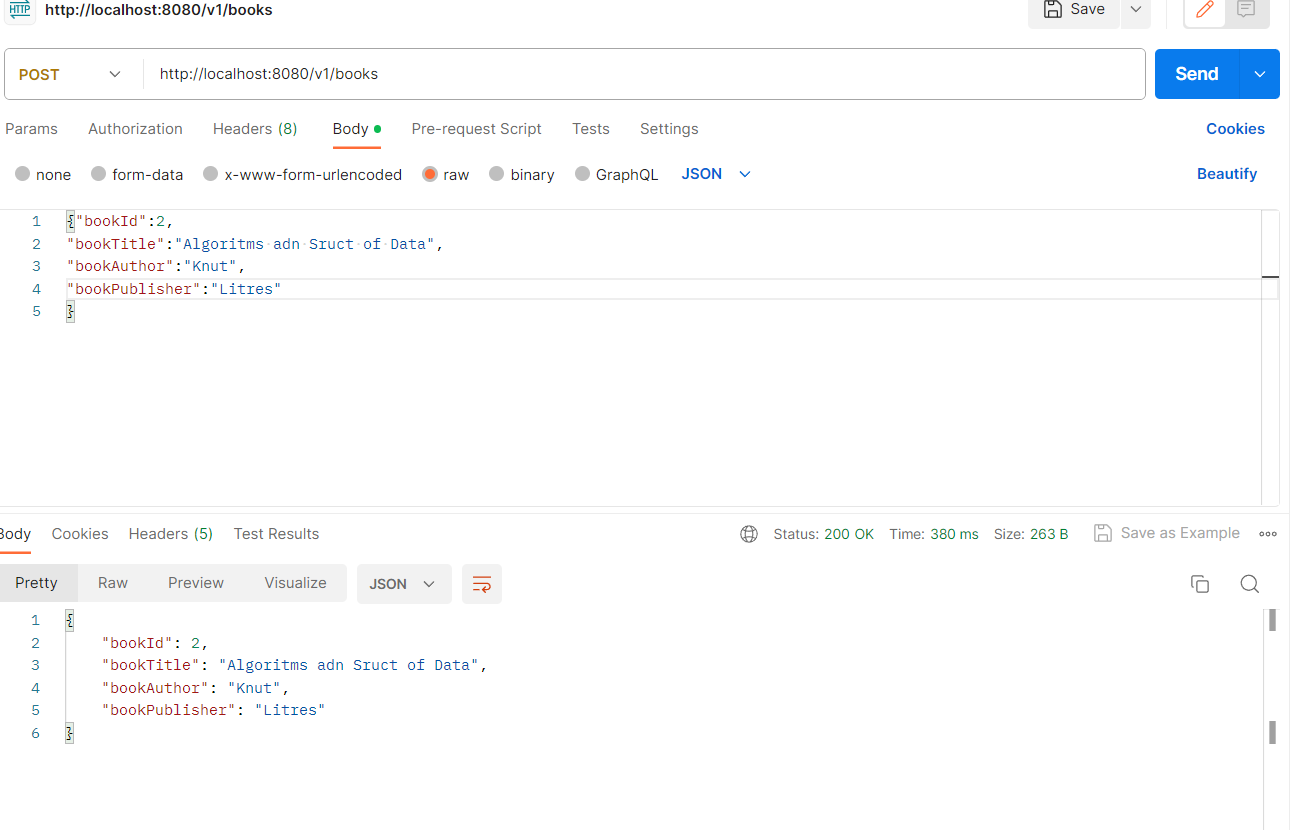 HTTP http://localhost:8080/v1/books Save
POST http://localhost:8080/v1/books Send
Params Authorization Headers (8) Body Pre-request Script Tests Settings Cookies
none form-data x-www-form-urlencoded raw binary GraphQL JSON Beautify
1 {"bookId":2,
2 "bookTitle":"Algoritms adn Sruct of Data",
3 "bookAuthor":"Knut",
4 "bookPublisher":"Litres"
5 }
Body Cookies Headers (5) Test Results Status: 200 OK Time: 380 ms Size: 263 B Save as Example
Pretty Raw Preview Visualize JSON
1 {
2 "bookId": 2,
3 "bookTitle": "Algoritms adn Sruct of Data",
4 "bookAuthor": "Knut",
5 "bookPublisher": "Litres"
6 }